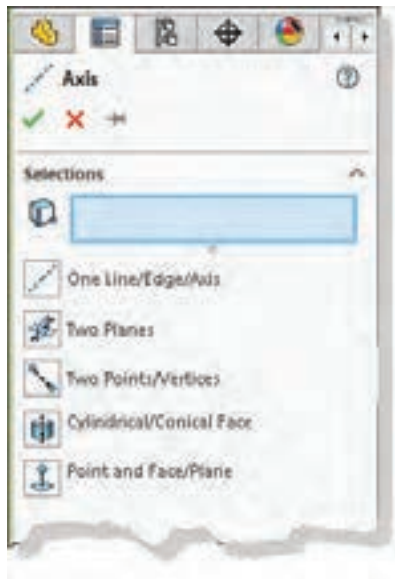 Axis
Selections
One Line/Edge/Axis
Two Planes
Two Points/Vertices
Cylindrical/Conical Face
Point and Face/Plane